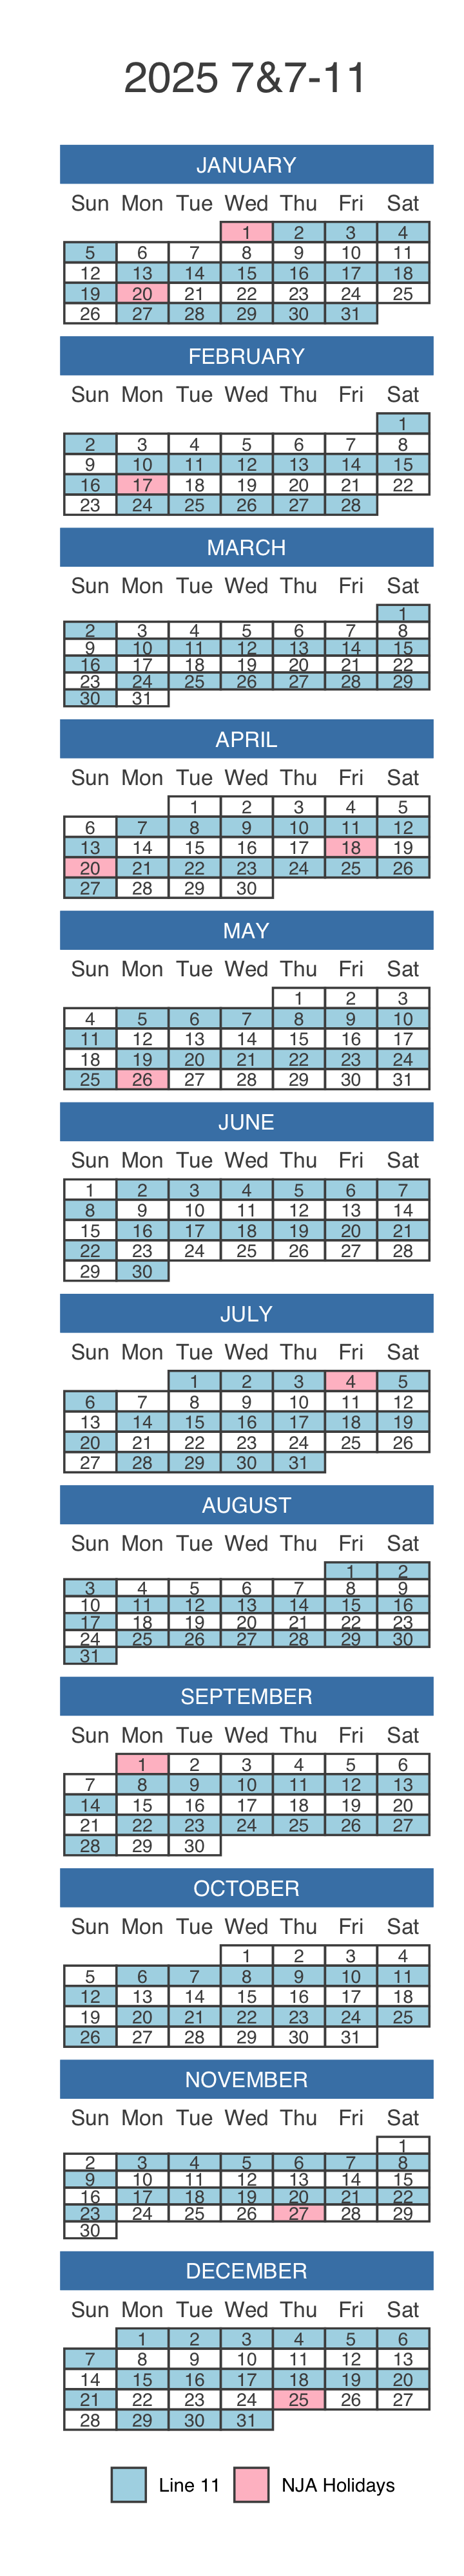 2025 7&7-11
JANUARY
Sun Mon Tue Wed Thu Fri Sat
1 2 3 4
5 6 7 8 9 10 11
12 13 14 15 16 17 18
19 20 21 22 23 24 25
26 27 28 29 30 31
FEBRUARY
Sun Mon Tue Wed Thu Fri Sat
1
2 3 4 5 6 7 8
9 10 11 12 13 14 15
16 17 18 19 20 21 22
23 24 25 26 27 28
MARCH
Sun Mon Tue Wed Thu Fri Sat
1
2 3 4 5 6 7 8
9 10 11 12 13 14 15
16 17 18 19 20 21 22
23 24 25 26 27 28 29
30 31
APRIL
Sun Mon Tue Wed Thu Fri Sat
1 2 3 4 5
6 7 8 9 10 11 12
13 14 15 16 17 18 19
20 21 22 23 24 25 26
27 28 29 30
MAY
Sun Mon Tue Wed Thu Fri Sat
1 2 3
4 5 6 7 8 9 10
11 12 13 14 15 16 17
18 19 20 21 22 23 24
25 26 27 28 29 30 31
JUNE
Sun Mon Tue Wed Thu Fri Sat
1 2 3 4 5 6 7
8 9 10 11 12 13 14
15 16 17 18 19 20 21
22 23 24 25 26 27 28
29 30
JULY
Sun Mon Tue Wed Thu Fri Sat
1 2 3 4 5
6 7 8 9 10 11 12
13 14 15 16 17 18 19
20 21 22 23 24 25 26
27 28 29 30 31
AUGUST
Sun Mon Tue Wed Thu Fri Sat
1 2
3 4 5 6 7 8 9
10 11 12 13 14 15 16
17 18 19 20 21 22 23
24 25 26 27 28 29 30
31
SEPTEMBER
Sun Mon Tue Wed Thu Fri Sat
1 2 3 4 5 6
7 8 9 10 11 12 13
14 15 16 17 18 19 20
21 22 23 24 25 26 27
28 29 30
OCTOBER
Sun Mon Tue Wed Thu Fri Sat
1 2 3 4
5 6 7 8 9 10 11
12 13 14 15 16 17 18
19 20 21 22 23 24 25
26 27 28 29 30 31
NOVEMBER
Sun Mon Tue Wed Thu Fri Sat
1
2 3 4 5 6 7 8
9 10 11 12 13 14 15
16 17 18 19 20 21 22
23 24 25 26 27 28 29
30
DECEMBER
Sun Mon Tue Wed Thu Fri Sat
1 2 3 4 5 6
7 8 9 10 11 12 13
14 15 16 17 18 19 20
21 22 23 24 25 26 27
28 29 30 31
Line 11 NJA Holidays